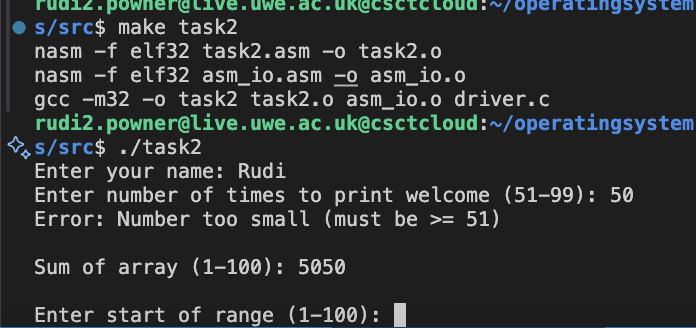 rudi2.powner@live.uwe.ac.uk@csctcloud:~/operatingsystem
s/src$ make task2
nasm -f elf32 task2.asm -o task2.o
nasm -f elf32 asm_io.asm -o asm_io.o
gcc -m32 -o task2 task2.o asm_io.o driver.c
rudi2.powner@live.uwe.ac.uk@csctcloud:~/operatingsystem
s/src$ ./task2
Enter your name: Rudi
Enter number of times to print welcome (51-99): 50
Error: Number too small (must be >= 51)
Sum of array (1-100): 5050
Enter start of range (1-100):